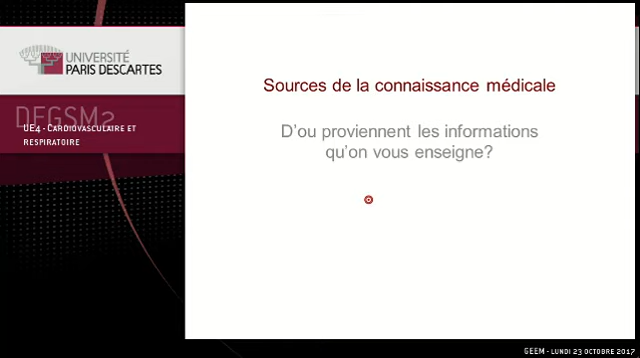 UNIVERSITÉ
PARIS DESCARTES
DFGSM2
UE4 - CARDIOVASCULAIRE ET
RESPIRATOIRE
Sources de la connaissance médicale
D'ou proviennent les informations
qu'on vous enseigne?
GEEM - LUNDI 23 OCTOBRE 2017